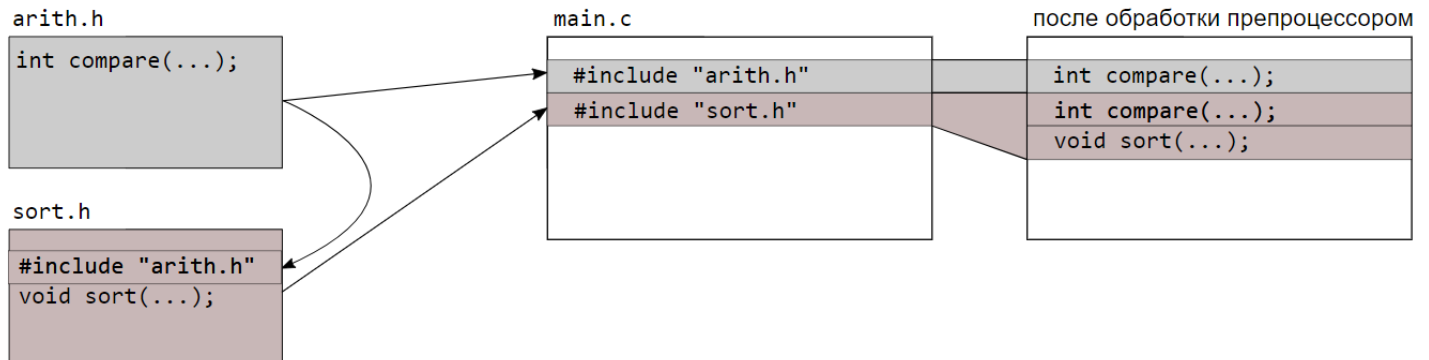 arith.h
int compare(...);
sort.h
#include "arith.h"
void sort(...);
main.c
#include "arith.h"
#include "sort.h"
после обработки препроцессором
int compare(...);
int compare(...);
void sort(...);